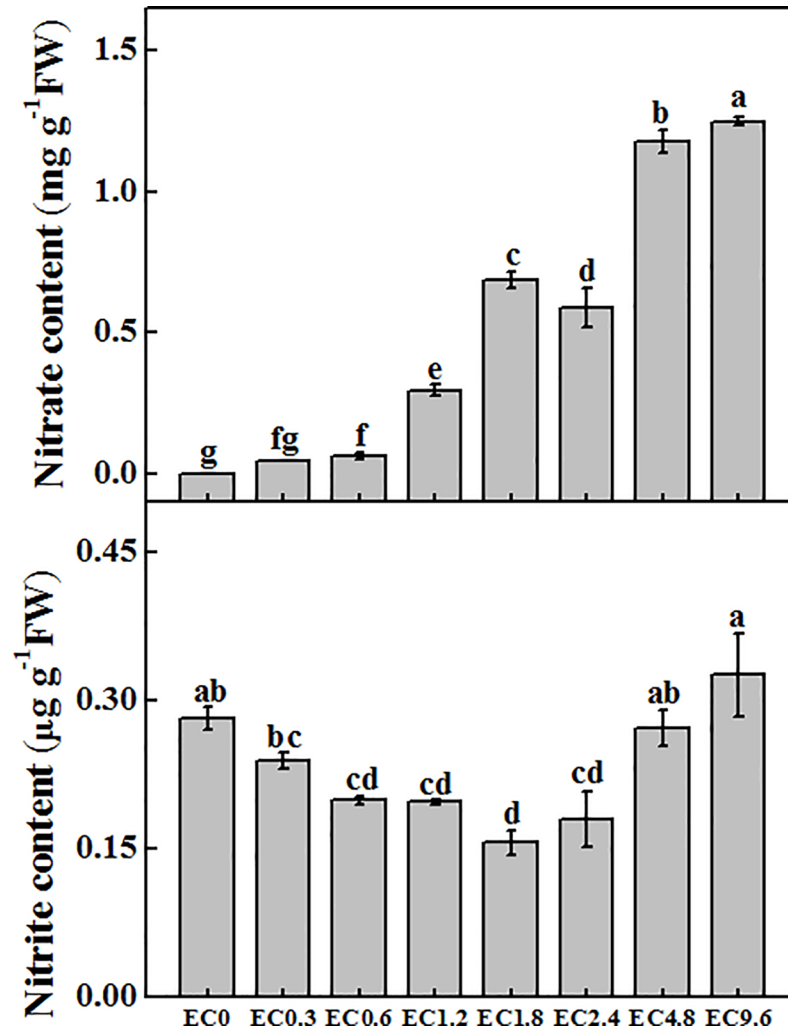 Nitrate content (mg g⁻¹FW)
1.5
1.0
0.5
0.0
g
fg
f
e
c
d
b
a
Nitrite content (μg g⁻¹FW)
0.45
0.30
0.15
0.00
ab
bc
cd
cd
d
cd
ab
a
EC0 EC0.3 EC0.6 EC1.2 EC1.8 EC2.4 EC4.8 EC9.6